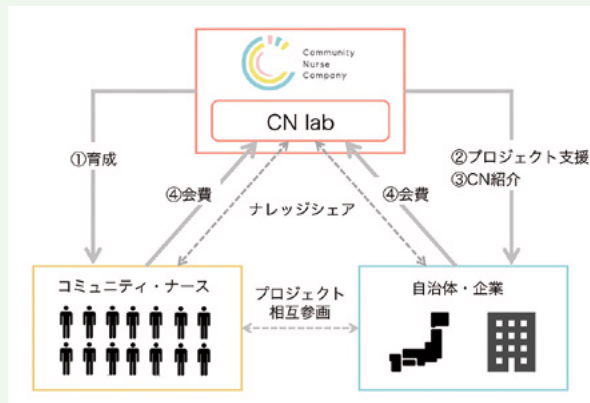 Community
Nurse
Company
CN lab
①育成
②プロジェクト支援
③CN紹介
④会費
④会費
ナレッジシェア
コミュニティ・ナース
プロジェクト
相互参画
自治体・企業